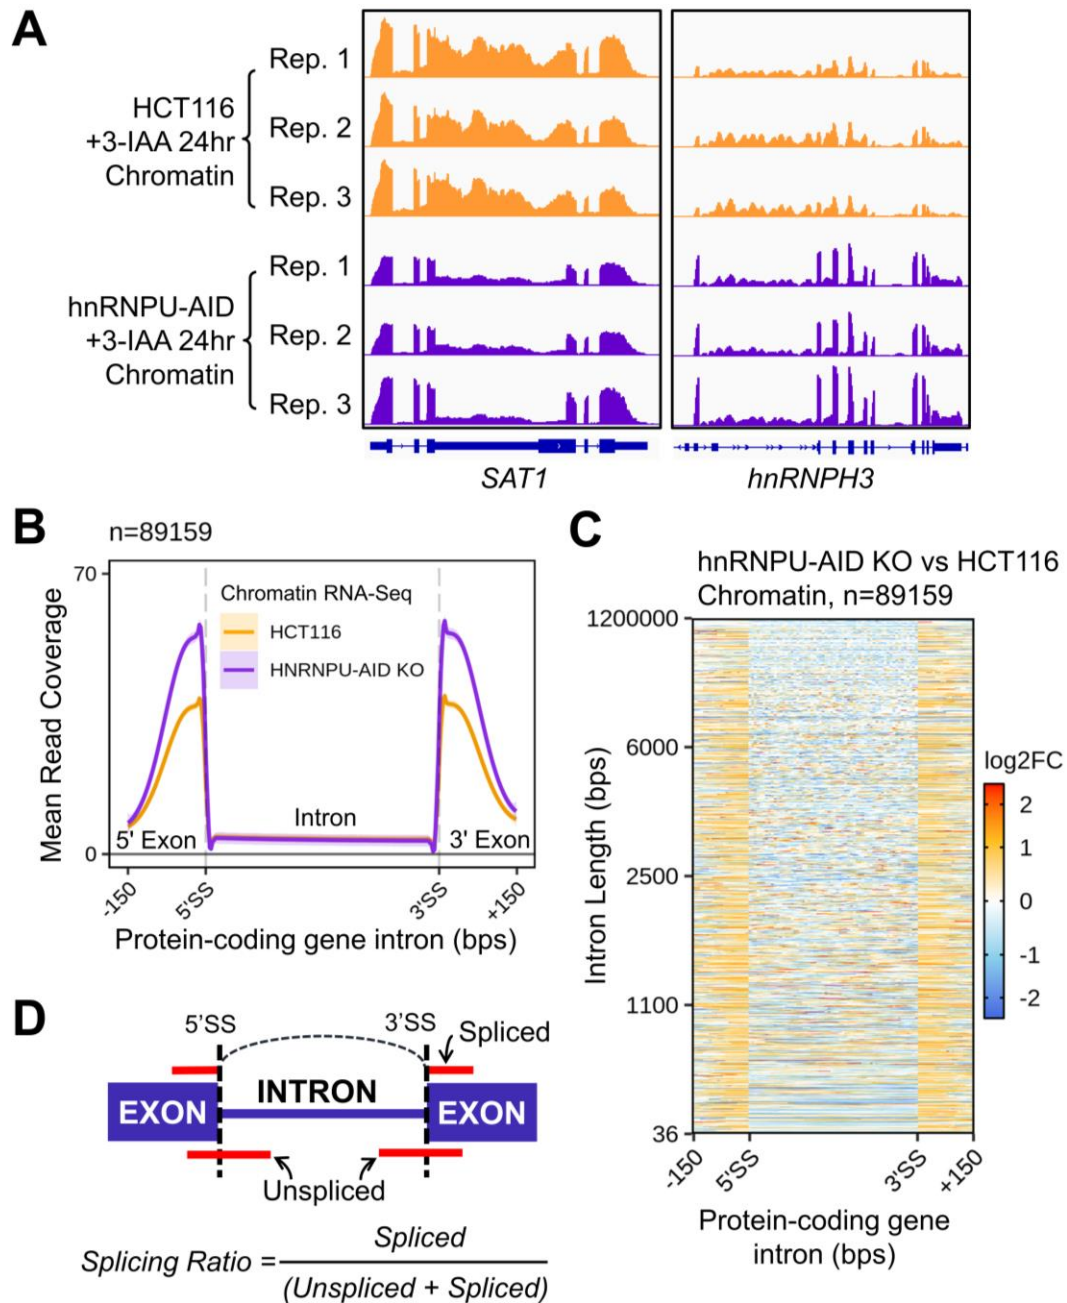 A
HCT116
+3-IAA 24hr
Chromatin
Rep. 1
Rep. 2
Rep. 3
hnRNPU-AID
+3-IAA 24hr
Chromatin
Rep. 1
Rep. 2
Rep. 3
SAT1
hnRNPH3
B
n=89159
70
0
Mean Read Coverage
Chromatin RNA-Seq
HCT116
HNRNPU-AID KO
5' Exon
Intron
3' Exon
-150
5'SS
3'SS
+150
Protein-coding gene intron (bps)
C
hnRNPU-AID KO vs HCT116
Chromatin, n=89159
1200000
6000
2500
1100
36
Intron Length (bps)
log2FC
2
1
0
-1
-2
-150
5'SS
3'SS
+150
Protein-coding gene
intron (bps)
D
5'SS
3'SS
Spliced
EXON
INTRON
EXON
Unspliced
Splicing Ratio =
Spliced
(Unspliced + Spliced)